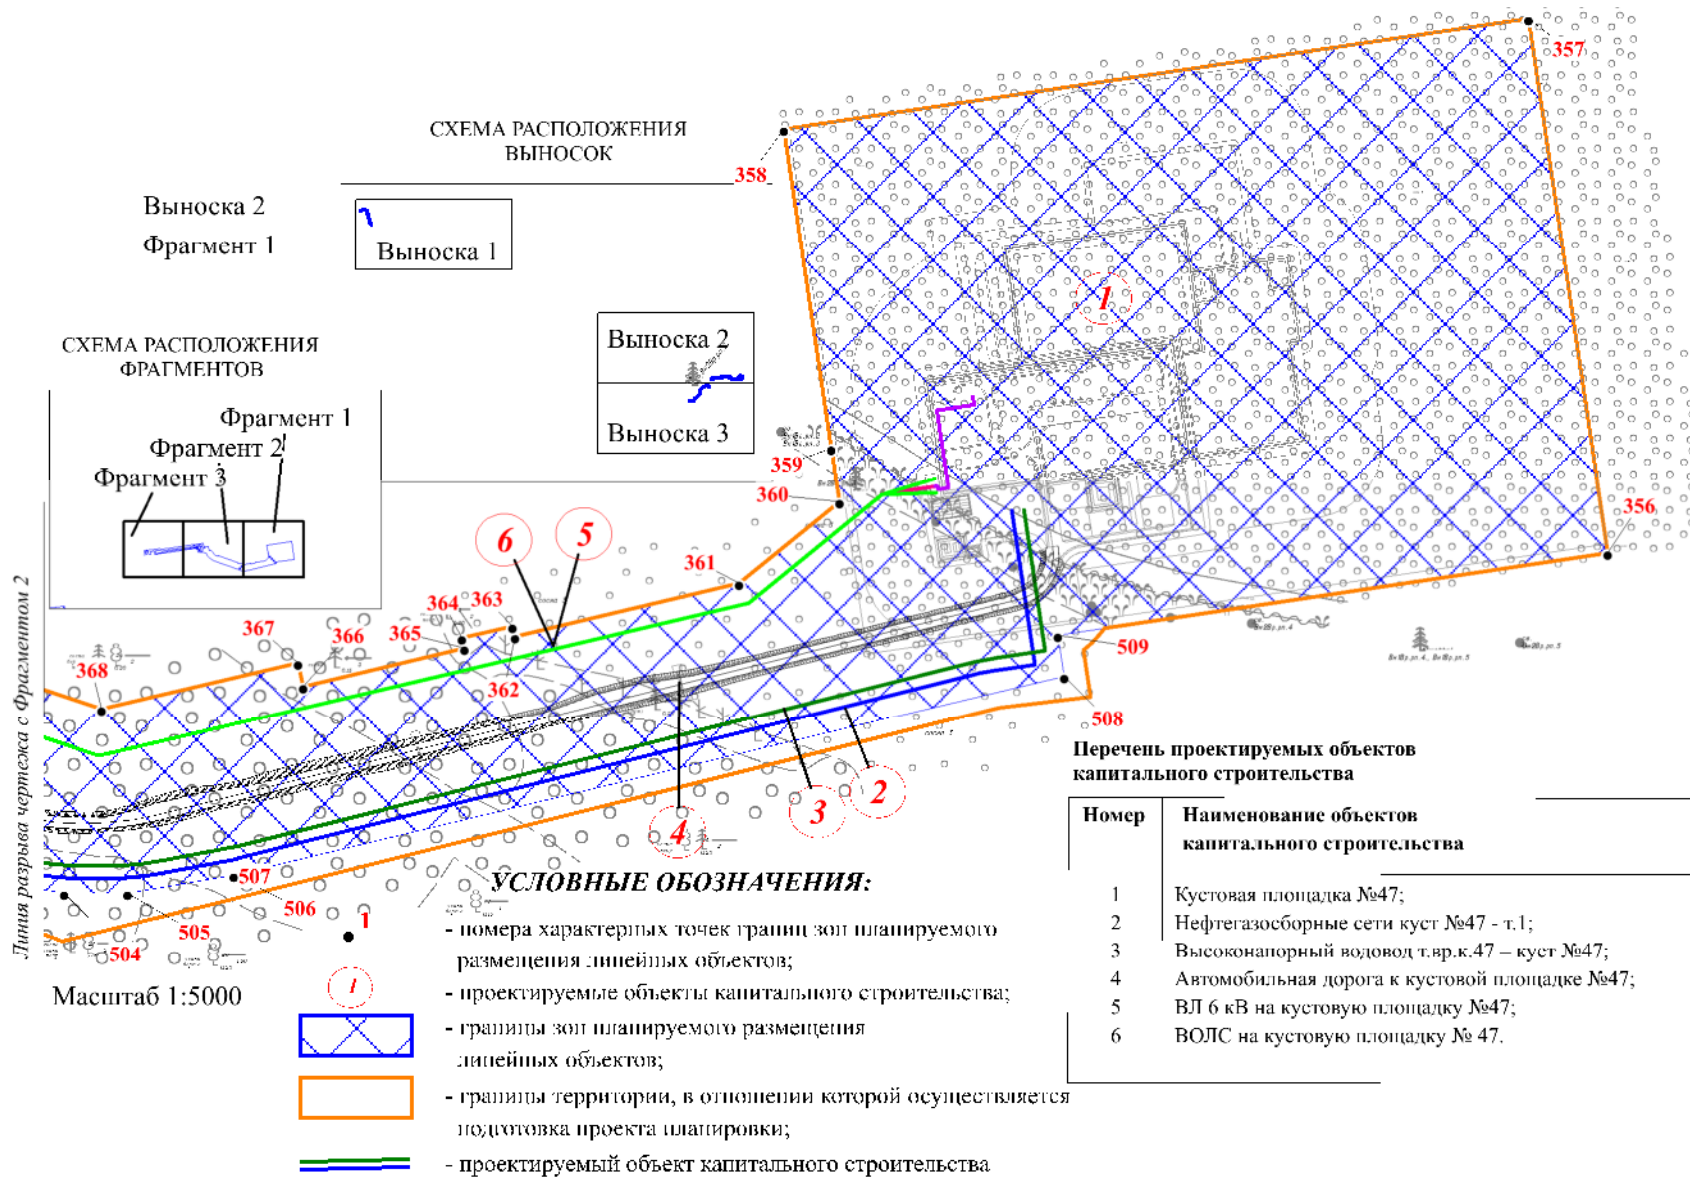 СХЕМА РАСПОЛОЖЕНИЯ
ВЫНОСОК
Выноска 2
Фрагмент 1
Выноска 1
Выноска 2
Выноска 3
СХЕМА РАСПОЛОЖЕНИЯ
ФРАГМЕНТОВ
Фрагмент 1
Фрагмент 2
Фрагмент 3
Линия разрыва чертежа с Фрагментом 2
357
358
1
359
360
356
6
5
361
364
363
367
366
365
362
368
509
508
3
2
4
507
506
505
504
Масштаб 1:5000
УСЛОВНЫЕ ОБОЗНАЧЕНИЯ:
1
- номера характерных точек границ зон планируемого
размещения линейных объектов;
1
- проектируемые объекты капитального строительства;
- границы зон планируемого размещения
линейных объектов;
- границы территории, в отношении которой осуществляется
подготовка проекта планировки;
- проектируемый объект капитального строительства
Перечень проектируемых объектов
капитального строительства
Номер Наименование объектов
капитального строительства
1 Кустовая площадка №47;
2 Нефтегазосборные сети куст №47 - т.1;
3 Высоконапорный водовод т.вр.к.47 – куст №47;
4 Автомобильная дорога к кустовой площадке №47;
5 ВЛ 6 кВ на кустовую площадку №47;
6 ВОЛС на кустовую площадку № 47.